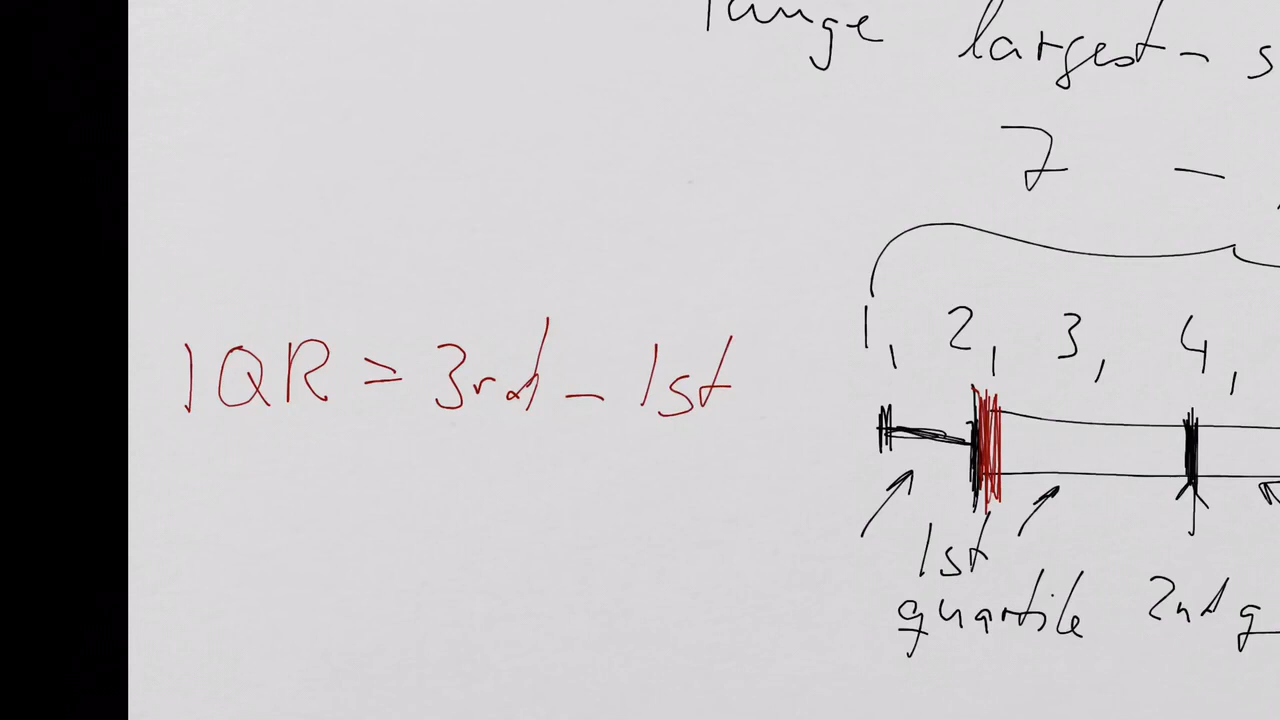 range largest - s
7 -
1, 2, 3, 4,
IQR = 3rd - 1st
1st
quartile 2nd q